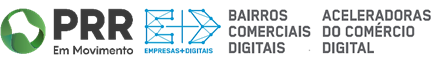 PRR
Em Movimento
EMPRESAS+DIGITAIS
BAIRROS
COMERCIAIS
DIGITAIS
ACELERADORAS
DO COMÉRCIO
DIGITAL